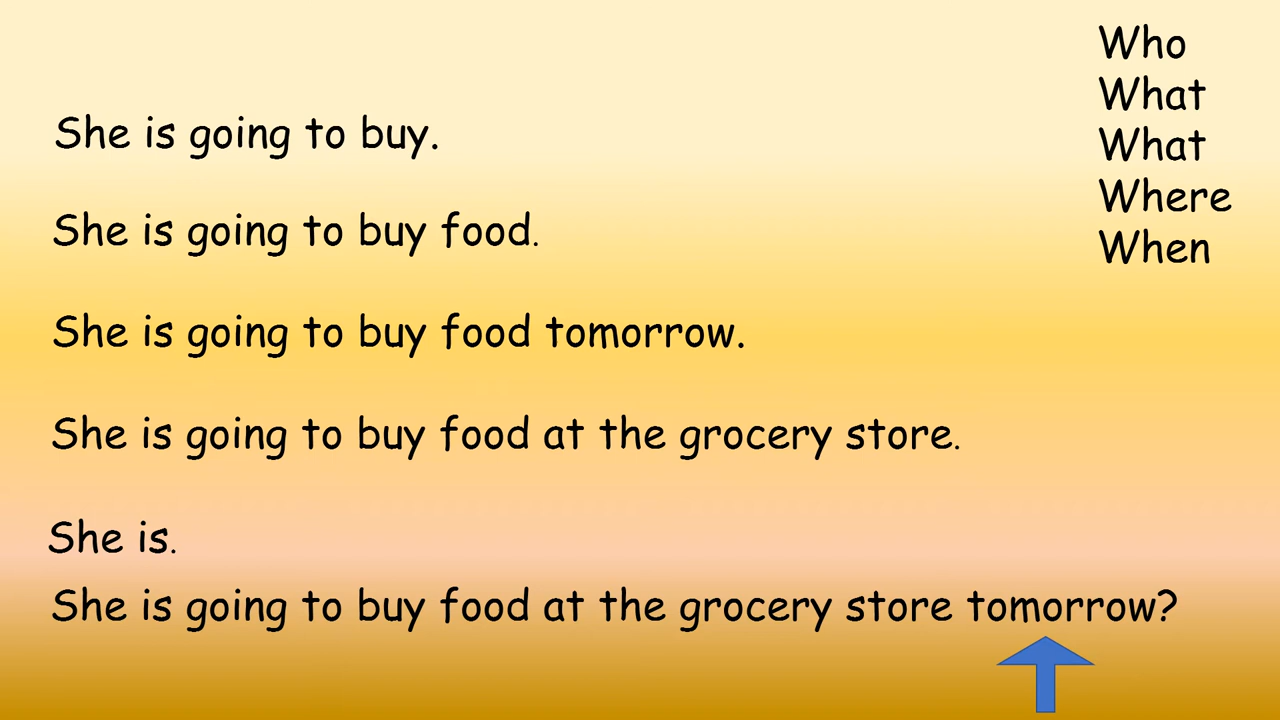 Who
What
What
Where
When
She is going to buy.
She is going to buy food.
She is going to buy food tomorrow.
She is going to buy food at the grocery store.
She is.
She is going to buy food at the grocery store tomorrow?